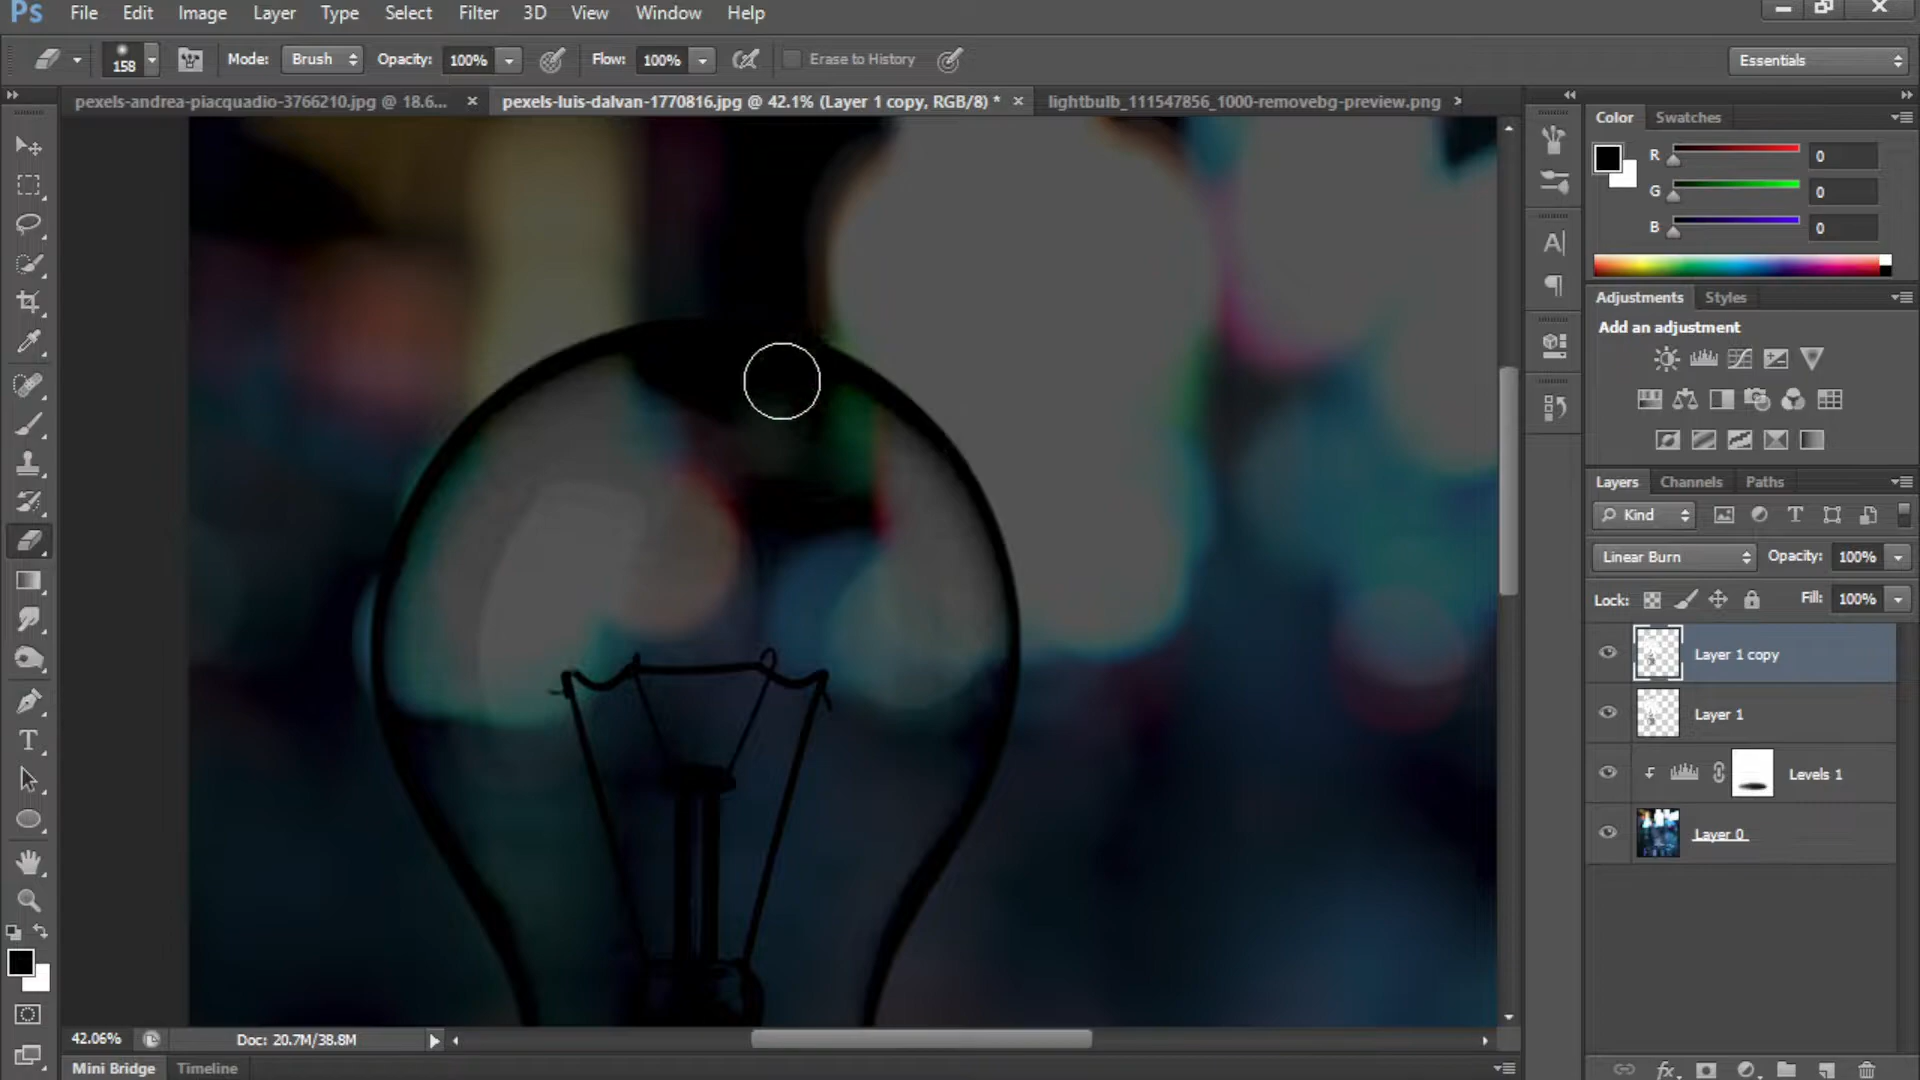 Ps File Edit Image Layer Type Select Filter 3D View Window Help
158 Mode: Brush Opacity: 100% Flow: 100% Erase to History Essentials
pexels-andrea-piacquadio-3766210.jpg @ 18.6... × pexels-luis-dalvan-1770816.jpg @ 42.1% (Layer 1 copy, RGB/8) * × lightbulb_111547856_1000-removebg-preview.png
Color Swatches
R 0
G 0
B 0
Adjustments Styles
Add an adjustment
Layers Channels Paths
Kind
Linear Burn Opacity: 100%
Lock: Fill: 100%
Layer 1 copy
Layer 1
Levels 1
Layer 0
42.06% Doc: 20.7M/38.8M
Mini Bridge Timeline